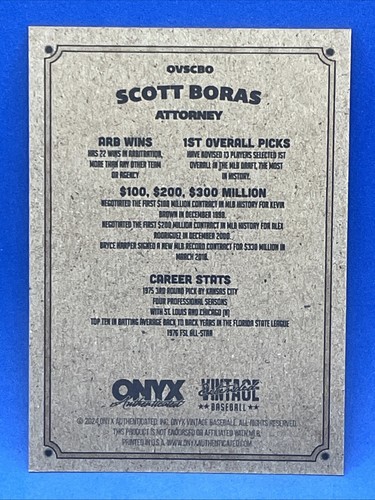 OVSCBO
SCOTT BORAS
ATTORNEY
ARB WINS
HAS 22 WINS IN ARBITRATION,
MORE THAN ANY OTHER TEAM
OR AGENCY
1ST OVERALL PICKS
HAVE ADVISED 13 PLAYERS SELECTED 1ST
OVERALL IN THE MLB DRAFT, THE MOST
IN HISTORY.
$100, $200, $300 MILLION
NEGOTIATED THE FIRST $100 MILLION CONTRACT IN MLB HISTORY FOR KEVIN
BROWN IN DECEMBER 1998.
NEGOTIATED THE FIRST $200 MILLION CONTRACT IN MLB HISTORY FOR ALEX
RODRIGUEZ IN DECEMBER 2000.
BRYCE HARPER SIGNED A NEW MLB RECORD CONTRACT FOR $330 MILLION IN
MARCH 2019.
CAREER STATS
1975 3RD ROUND PICK BY KANSAS CITY
FOUR PROFESSIONAL SEASONS
WITH ST. LOUIS AND CHICAGO (N)
TOP TEN IN BATTING AVERAGE BACK TO BACK YEARS IN THE FLORIDA STATE LEAGUE
1976 FSL ALL-STAR
ONYX
Authenticated
VINTAGE
BASEBALL
© 2024 ONYX AUTHENTICATED, INC. ONYX VINTAGE BASEBALL. ALL RIGHTS RESERVED.
THIS PRODUCT IS NOT ENDORSED OR AFFILIATED WITH MLB.
PRINTED IN U.S.A. WWW.ONYXAUTHENTICATED.COM